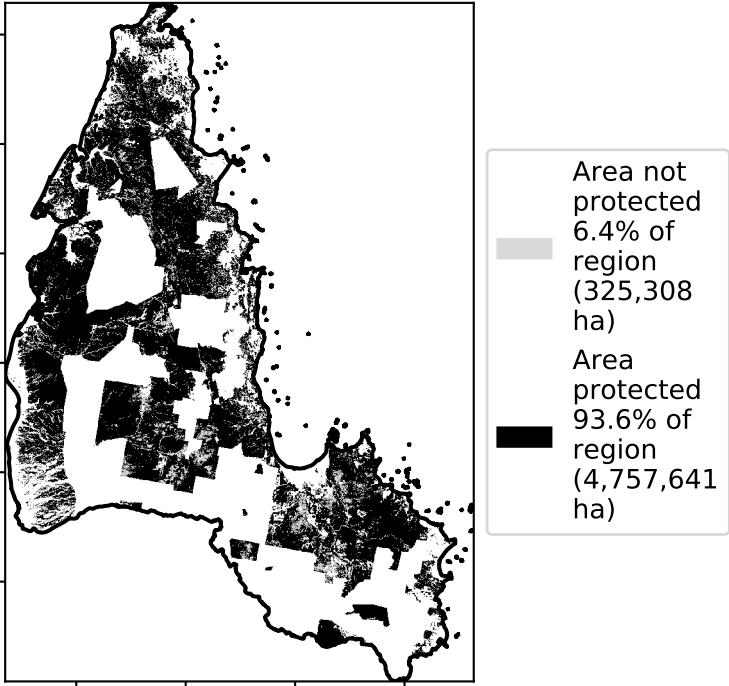 Area not
protected
6.4% of
region
(325,308
ha)
Area
protected
93.6% of
region
(4,757,641
ha)